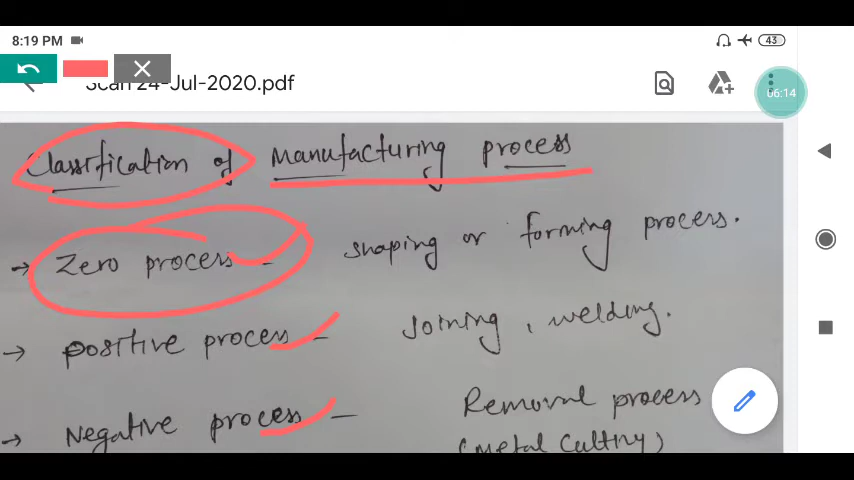 8:19 PM
43
Scan 24-Jul-2020.pdf
06:14
Classification of Manufacturing process
→ Zero process - shaping or forming process.
→ positive process - Joining, welding.
→ Negative process - Removal process
(Metal Cutting)